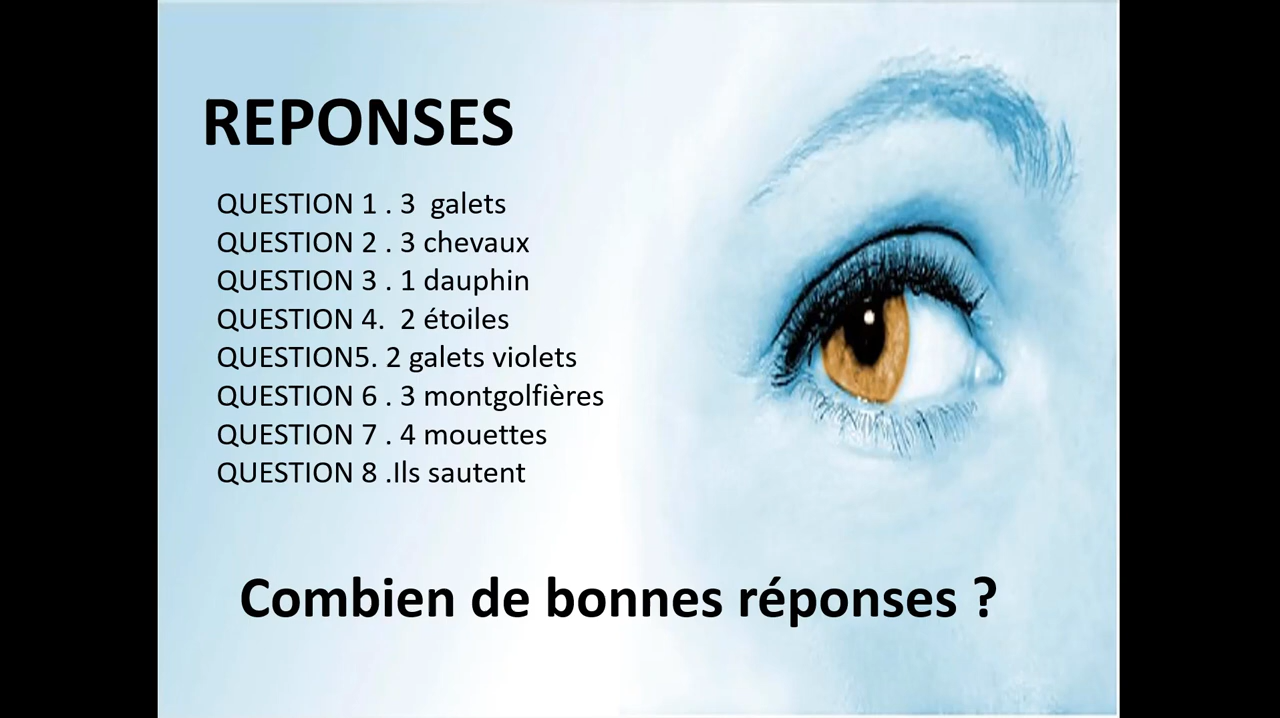 REPONSES
QUESTION 1 . 3  galets
QUESTION 2 . 3 chevaux
QUESTION 3 . 1 dauphin
QUESTION 4.  2 étoiles
QUESTION5. 2 galets violets
QUESTION 6 . 3 montgolfières
QUESTION 7 . 4 mouettes
QUESTION 8 .Ils sautent
Combien de bonnes réponses ?